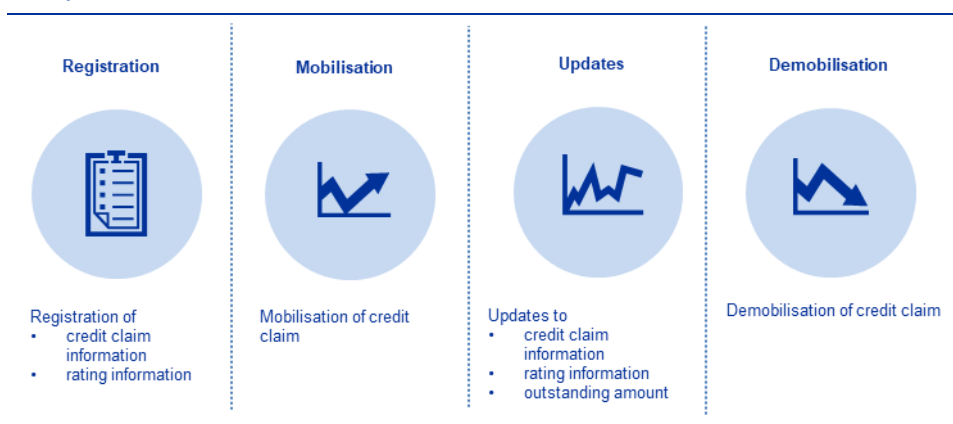 Registration
Registration of
• credit claim
information
• rating information
Mobilisation
Mobilisation of credit
claim
Updates
Updates to
• credit claim
information
• rating information
• outstanding amount
Demobilisation
Demobilisation of credit claim